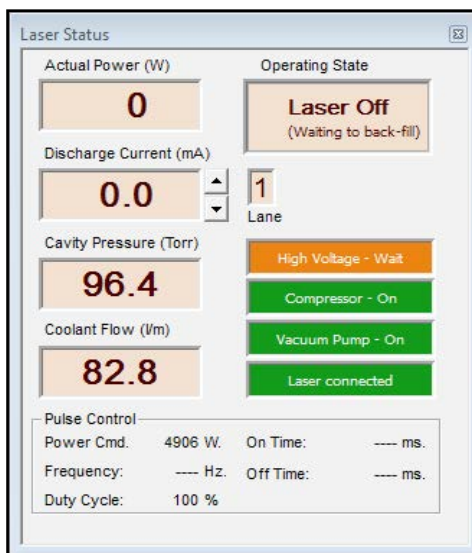 Laser Status
Actual Power (W)
0
Operating State
Laser Off
(Waiting to back-fill)
Discharge Current (mA)
0.0
1
Lane
Cavity Pressure (Torr)
96.4
High Voltage - Wait
Compressor - On
Coolant Flow (l/m)
82.8
Vacuum Pump - On
Laser connected
Pulse Control
Power Cmd. 4906 W. On Time: ---- ms.
Frequency: ---- Hz. Off Time: ---- ms.
Duty Cycle: 100 %